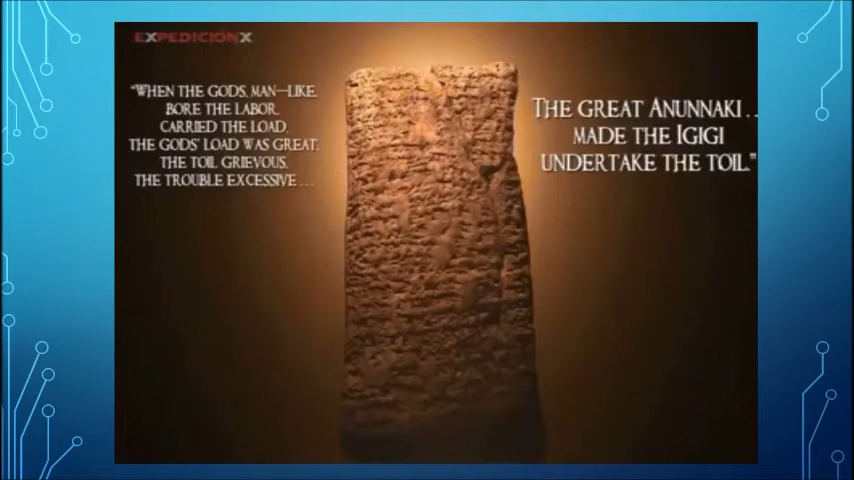 EXPEDICIONX
"WHEN THE GODS, MAN—LIKE,
BORE THE LABOR,
CARRIED THE LOAD,
THE GODS' LOAD WAS GREAT,
THE TOIL GRIEVOUS,
THE TROUBLE EXCESSIVE...
THE GREAT ANUNNAKI...
MADE THE IGIGI
UNDERTAKE THE TOIL."